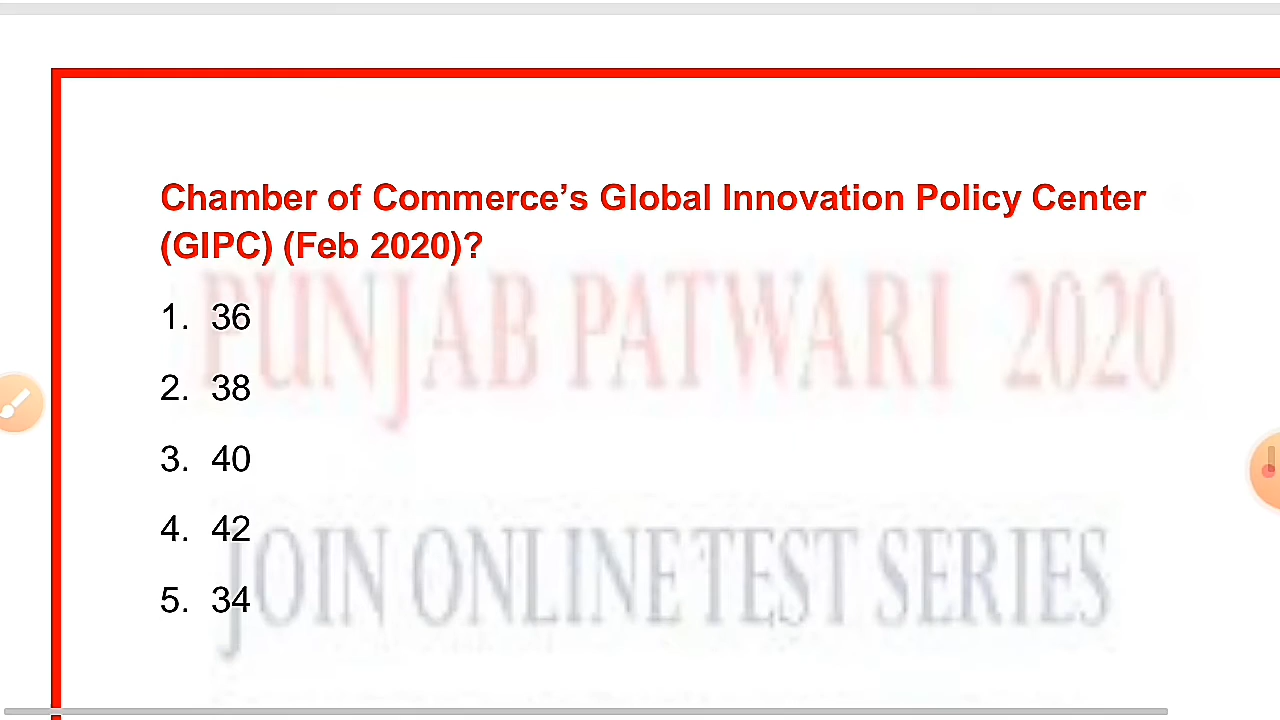 Chamber of Commerce’s Global Innovation Policy Center
(GIPC) (Feb 2020)?
1. 36
PUNJAB PATWARI 2020
2. 38
3. 40
4. 42
JOIN ONLINE TEST SERIES
5. 34